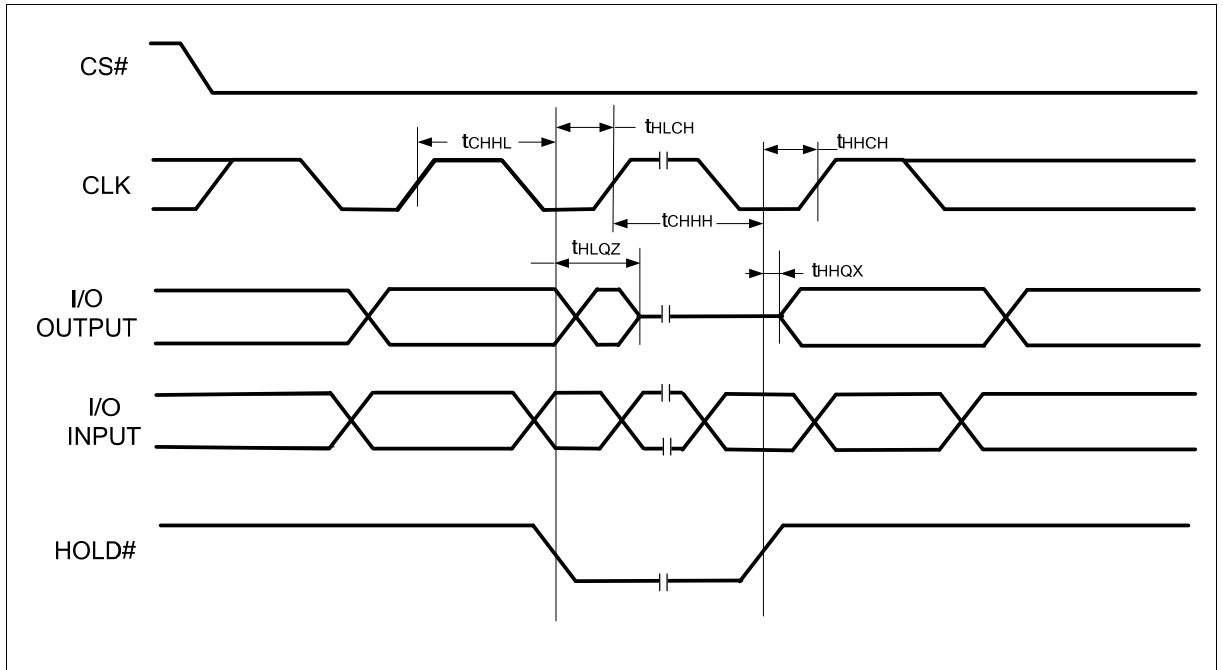 CS#
tCHHL
tHLCH
tHHCH
CLK
tCHHH
tHLQZ
tHHQX
I/O
OUTPUT
I/O
INPUT
HOLD#